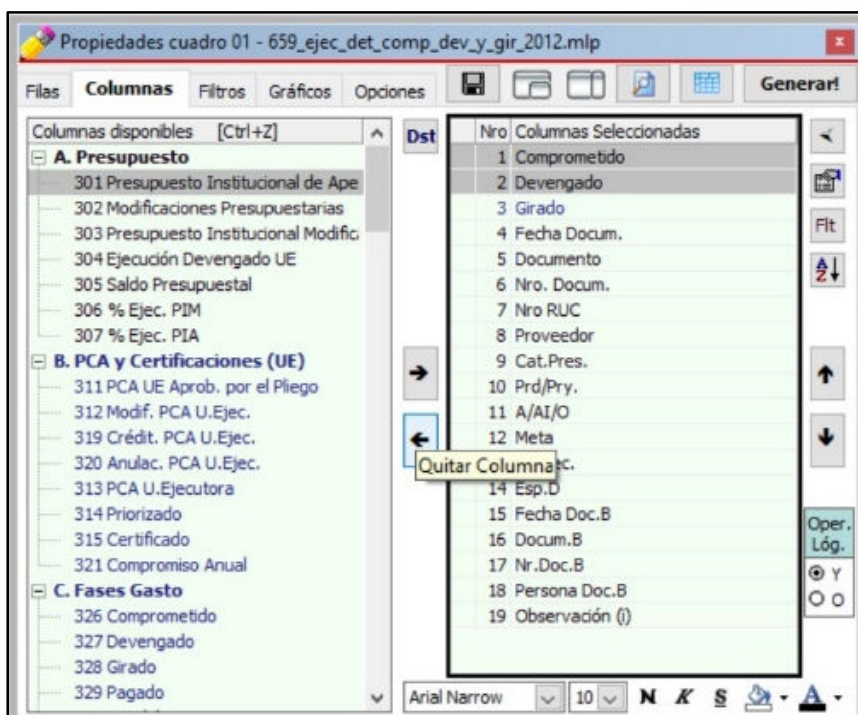 Propiedades cuadro 01 - 659_ejec_det_comp_dev_y_gir_2012.mlp
x
Filas Columnas Filtros Gráficos Opciones Generar!
Columnas disponibles [Ctrl+Z]
A. Presupuesto
301 Presupuesto Institucional de Ape
302 Modificaciones Presupuestarias
303 Presupuesto Institucional Modific
304 Ejecución Devengado UE
305 Saldo Presupuestal
306 % Ejec. PIM
307 % Ejec. PIA
B. PCA y Certificaciones (UE)
311 PCA UE Aprob. por el Pliego
312 Modif. PCA U.Ejec.
319 Crédit. PCA U.Ejec.
320 Anulac. PCA U.Ejec.
313 PCA U.Ejecutora
314 Priorizado
315 Certificado
321 Compromiso Anual
C. Fases Gasto
326 Comprometido
327 Devengado
328 Girado
329 Pagado
Dst
Quitar Columna
Nro Columnas Seleccionadas
1 Comprometido
2 Devengado
3 Girado
4 Fecha Docum.
5 Documento
6 Nro. Docum.
7 Nro RUC
8 Proveedor
9 Cat.Pres.
10 Prd/Pry.
11 A/AI/O
12 Meta
ec.
14 Esp.D
15 Fecha Doc.B
16 Docum.B
17 Nr.Doc.B
18 Persona Doc.B
19 Observación (i)
Flt
A
Z
Oper.
Lóg.
Y
O
Arial Narrow 10 N K S A